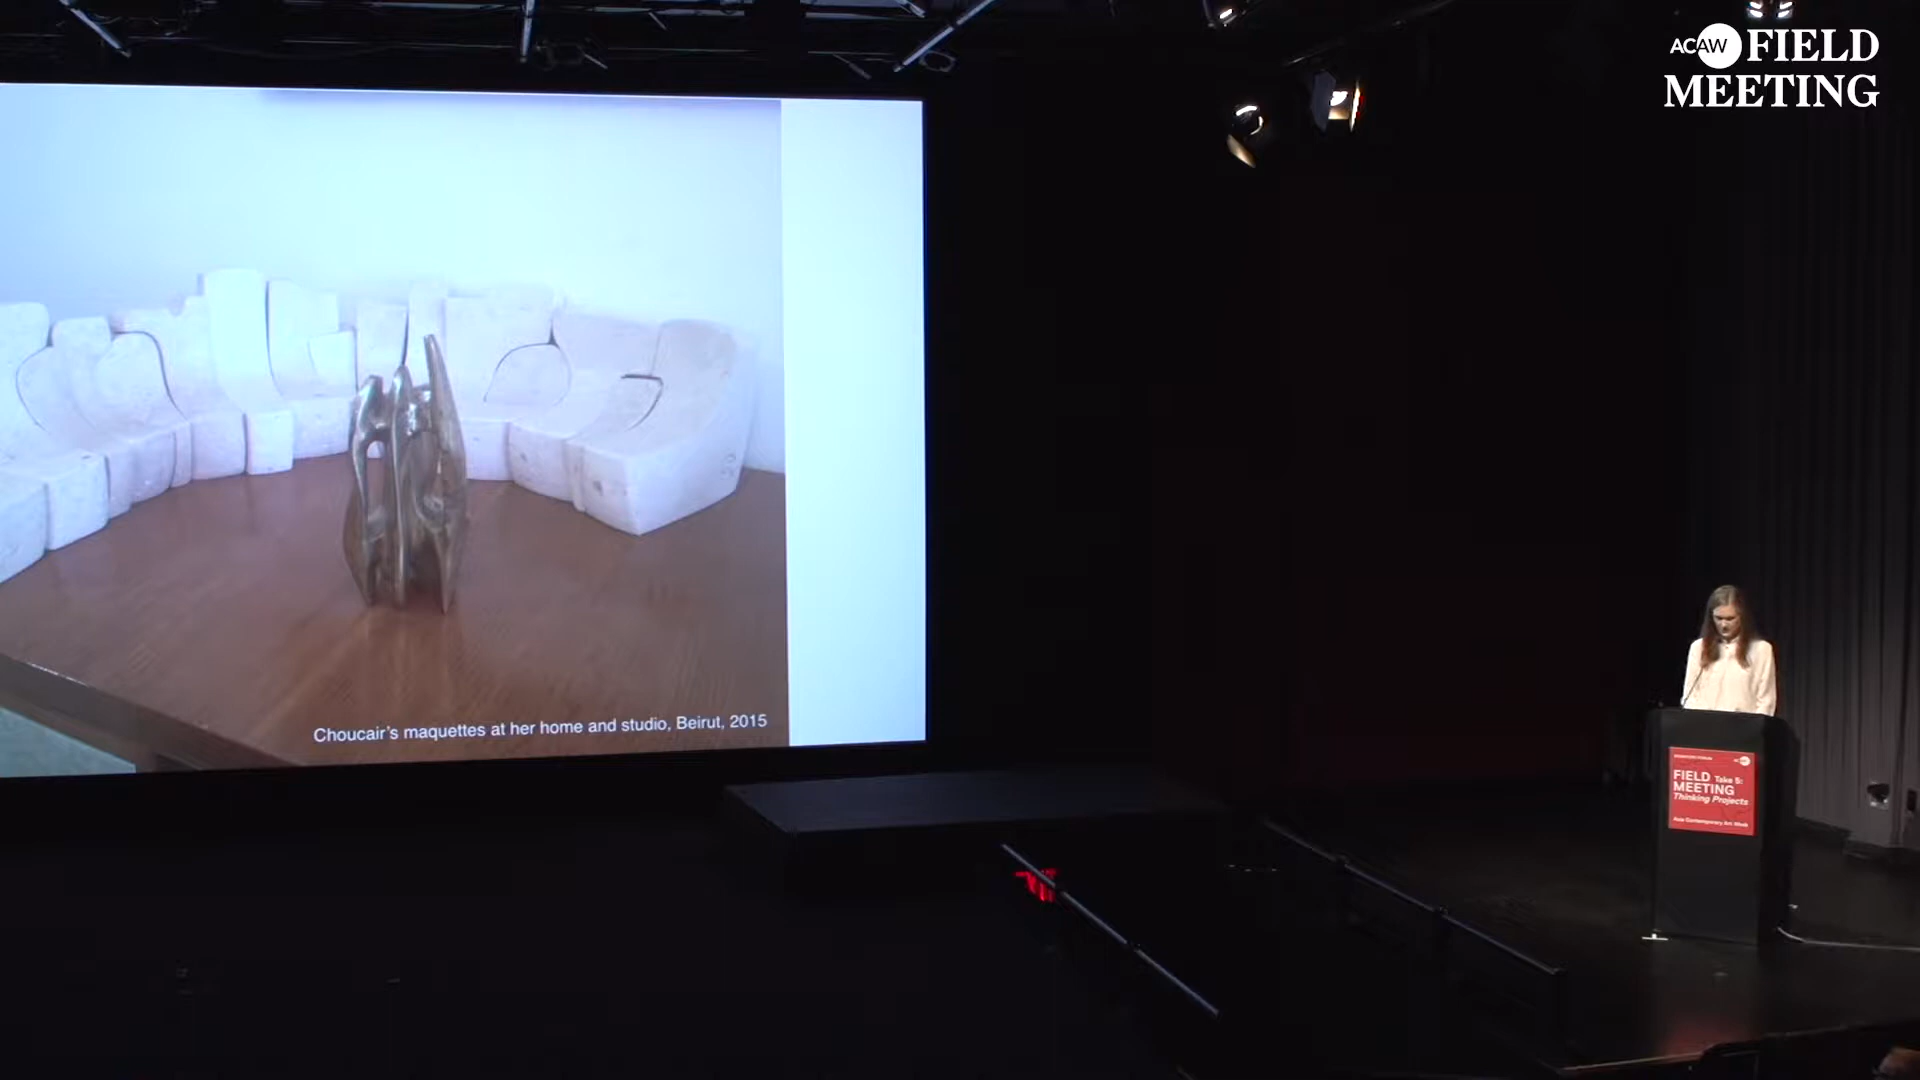 ACAW FIELD
MEETING
Choucair's maquettes at her home and studio, Beirut, 2015
FIELD Take 5:
MEETING
Thinking Projects
Asia Contemporary Art Week